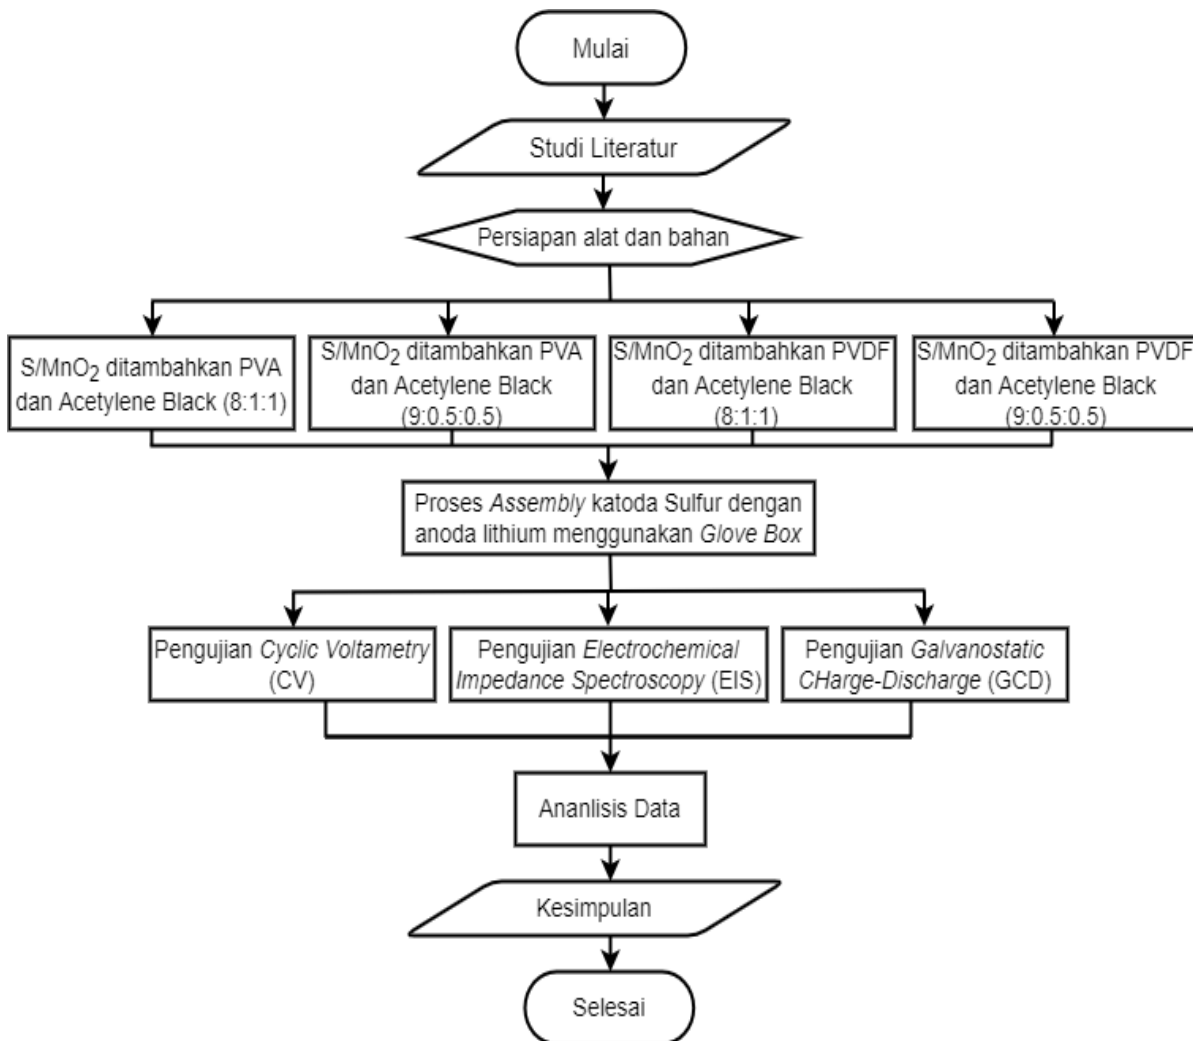 Mulai
Studi Literatur
Persiapan alat dan bahan
S/MnO₂ ditambahkan PVA
dan Acetylene Black (8:1:1)
S/MnO₂ ditambahkan PVA
dan Acetylene Black
(9:0.5:0.5)
S/MnO₂ ditambahkan PVDF
dan Acetylene Black
(8:1:1)
S/MnO₂ ditambahkan PVDF
dan Acetylene Black
(9:0.5:0.5)
Proses Assembly katoda Sulfur dengan
anoda lithium menggunakan Glove Box
Pengujian Cyclic Voltametry
(CV)
Pengujian Electrochemical
Impedance Spectroscopy (EIS)
Pengujian Galvanostatic
CHarge-Discharge (GCD)
Ananlisis Data
Kesimpulan
Selesai